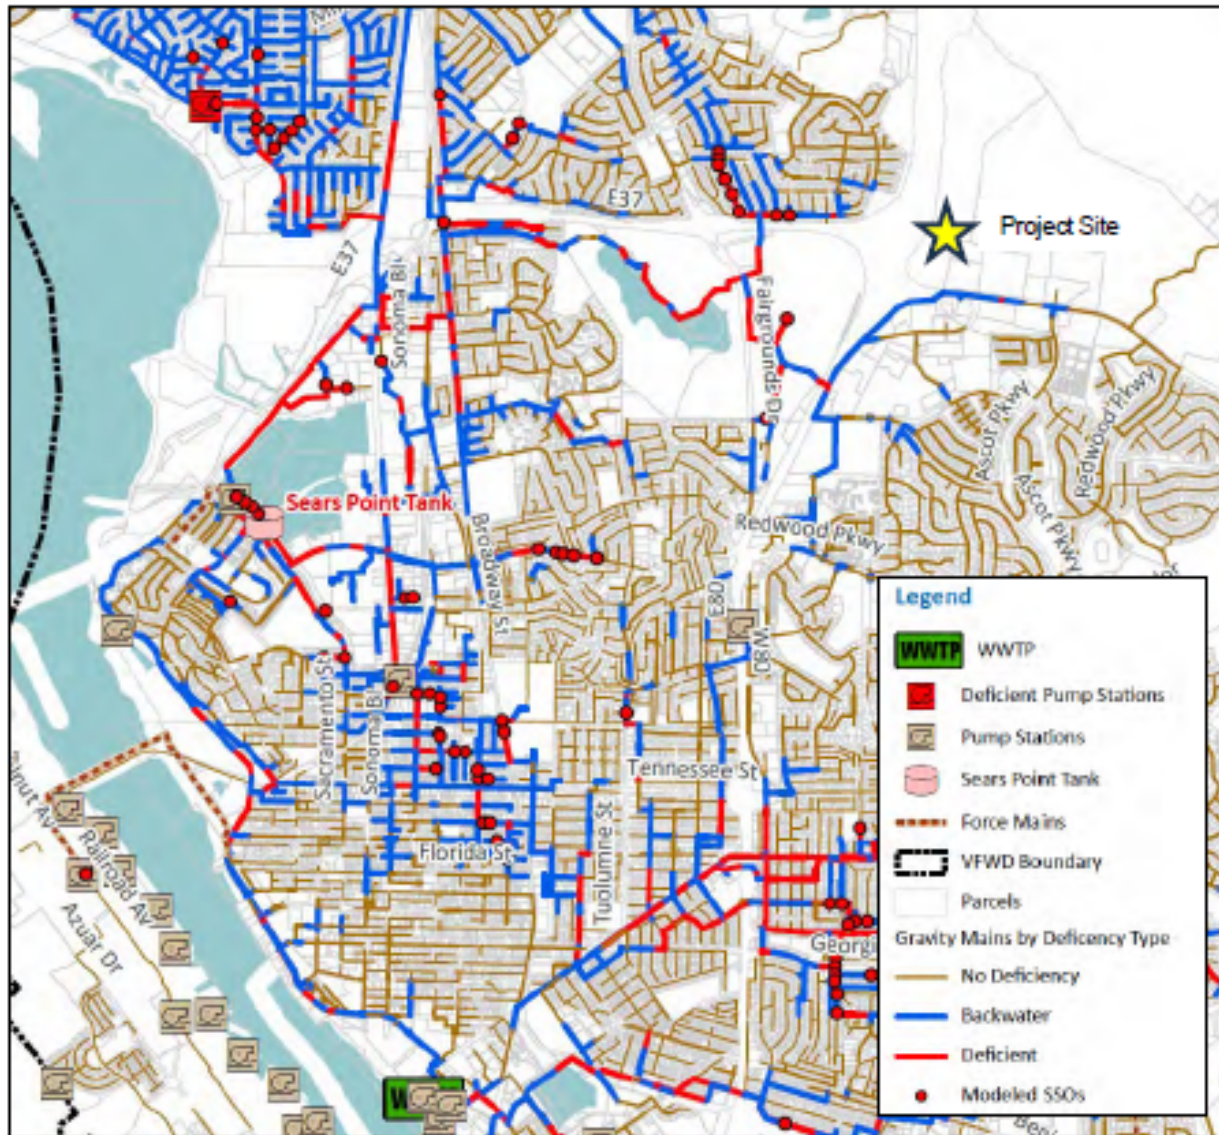 E37
Project Site
E37
Sonoma Bl
Fairgrounds Dr
Ascot Pkwy
Redwood Pkwy
Sears Point Tank
Ascot Pkwy
Broadway St
Redwood Pkwy
E80
W80
Sacramento St
Sonoma Bl
Tennessee St
Railroad Av
Florida St
Tuolumne St
Azuar Dr
Georgi
Legend
WWTP WWTP
Deficient Pump Stations
Pump Stations
Sears Point Tank
Force Mains
VFWD Boundary
Parcels
Gravity Mains by Deficency Type
No Deficiency
Backwater
Deficient
Modeled SSOs